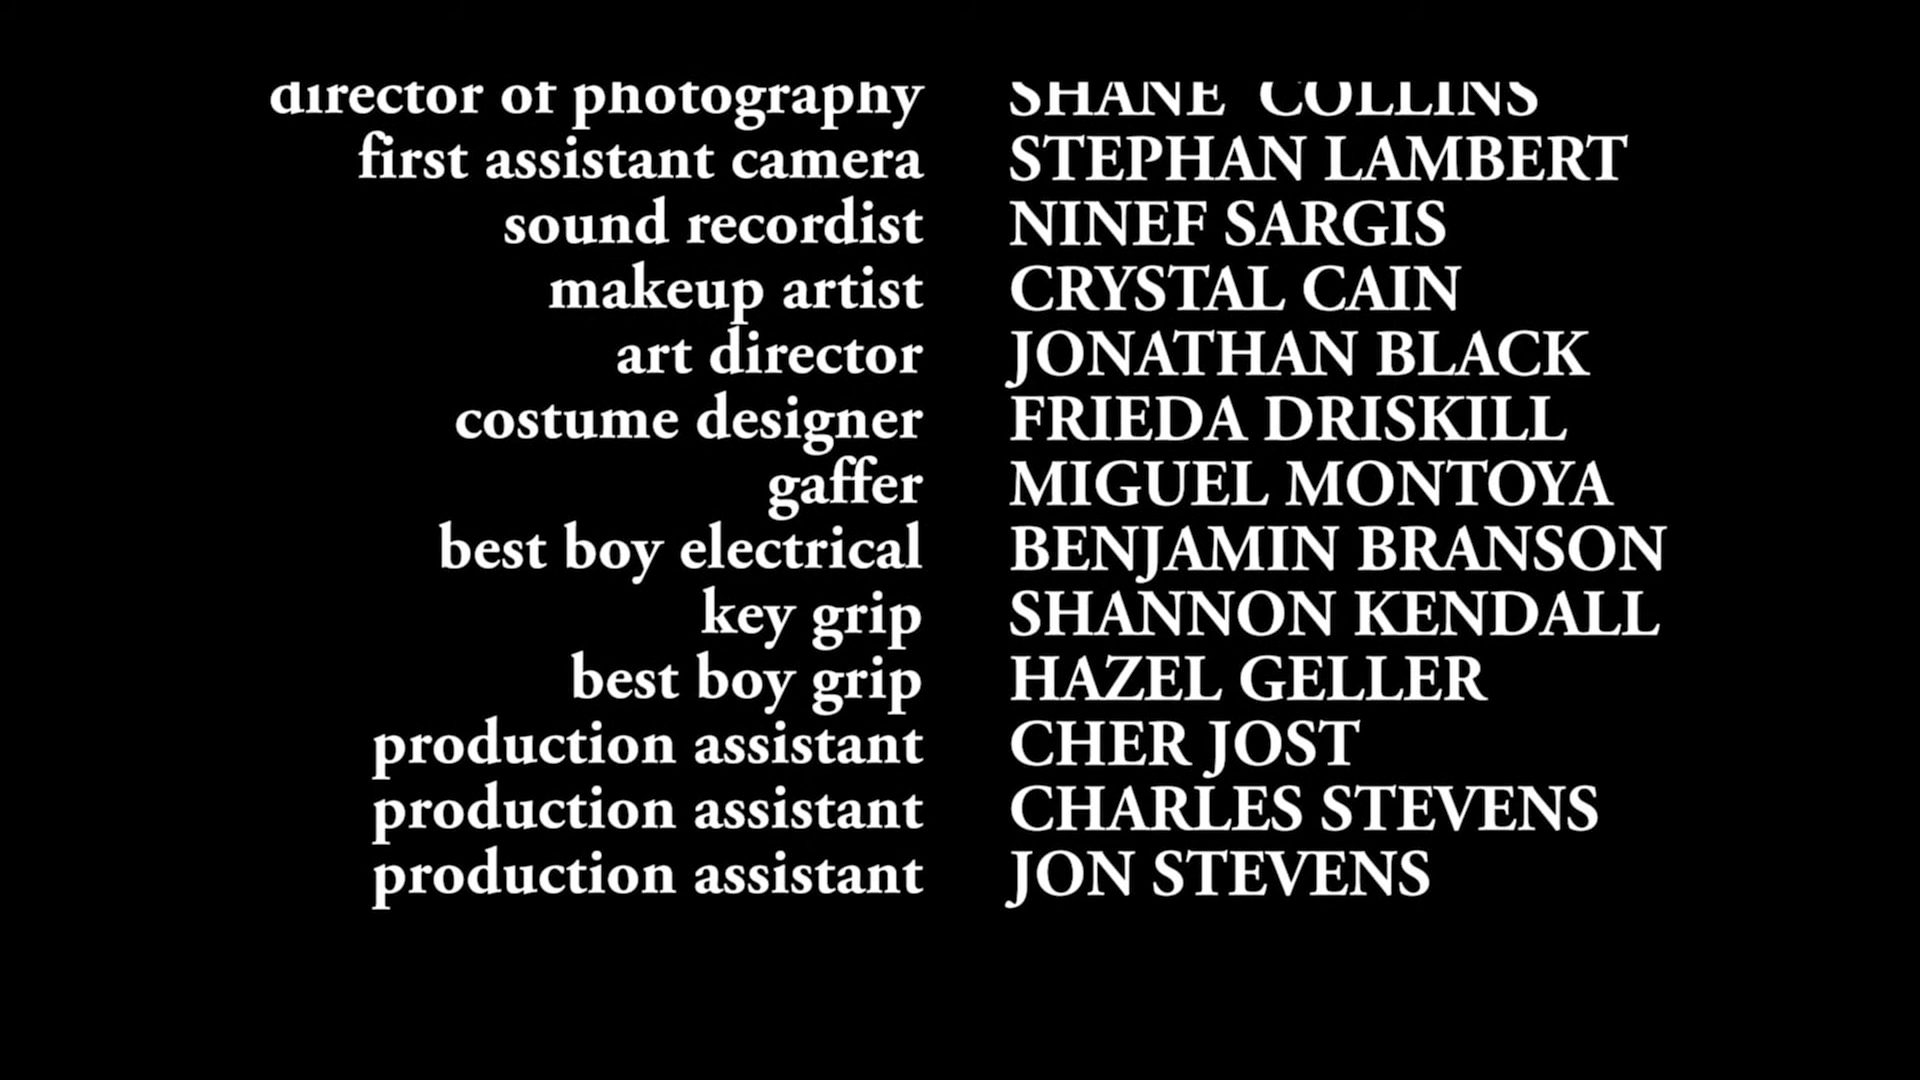 director of photography SHANE COLLINS
first assistant camera STEPHAN LAMBERT
sound recordist NINEF SARGIS
makeup artist CRYSTAL CAIN
art director JONATHAN BLACK
costume designer FRIEDA DRISKILL
gaffer MIGUEL MONTOYA
best boy electrical BENJAMIN BRANSON
key grip SHANNON KENDALL
best boy grip HAZEL GELLER
production assistant CHER JOST
production assistant CHARLES STEVENS
production assistant JON STEVENS